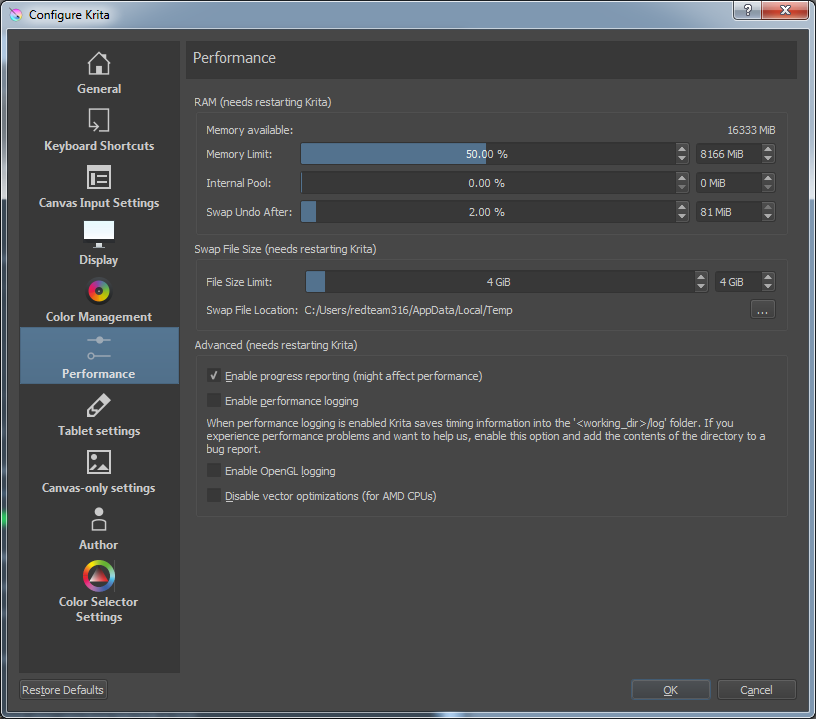 Configure Krita
?
General
Keyboard Shortcuts
Canvas Input Settings
Display
Color Management
Performance
Tablet settings
Canvas-only settings
Author
Color Selector
Settings
Performance
RAM (needs restarting Krita)
Memory available: 16333 MiB
Memory Limit: 50.00 % 8166 MiB
Internal Pool: 0.00 % 0 MiB
Swap Undo After: 2.00 % 81 MiB
Swap File Size (needs restarting Krita)
File Size Limit: 4 GiB 4 GiB
Swap File Location: C:/Users/redteam316/AppData/Local/Temp ...
Advanced (needs restarting Krita)
Enable progress reporting (might affect performance)
Enable performance logging
When performance logging is enabled Krita saves timing information into the '<working_dir>/log' folder. If you
experience performance problems and want to help us, enable this option and add the contents of the directory to a
bug report.
Enable OpenGL logging
Disable vector optimizations (for AMD CPUs)
Restore Defaults OK Cancel